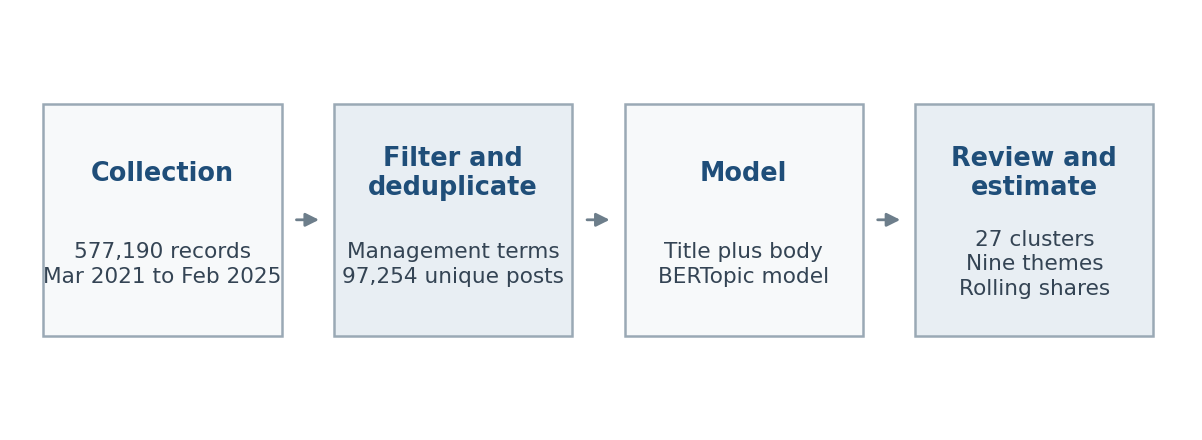 Collection
577,190 records
Mar 2021 to Feb 2025
Filter and
deduplicate
Management terms
97,254 unique posts
Model
Title plus body
BERTopic model
Review and
estimate
27 clusters
Nine themes
Rolling shares